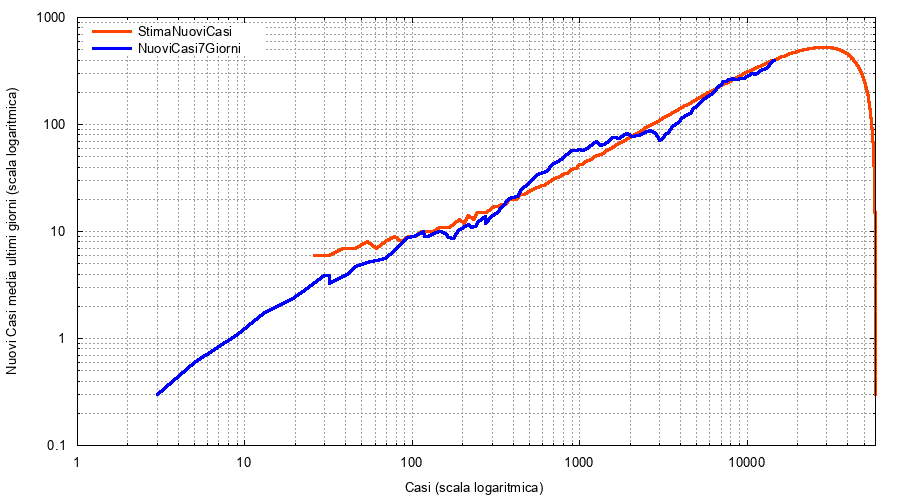 1000
100
10
1
0.1
StimaNuoviCasi
NuoviCasi7Giorni
Nuovi Casi media ultimi giorni (scala logaritmica)
1 10 100 1000 10000
Casi (scala logaritmica)